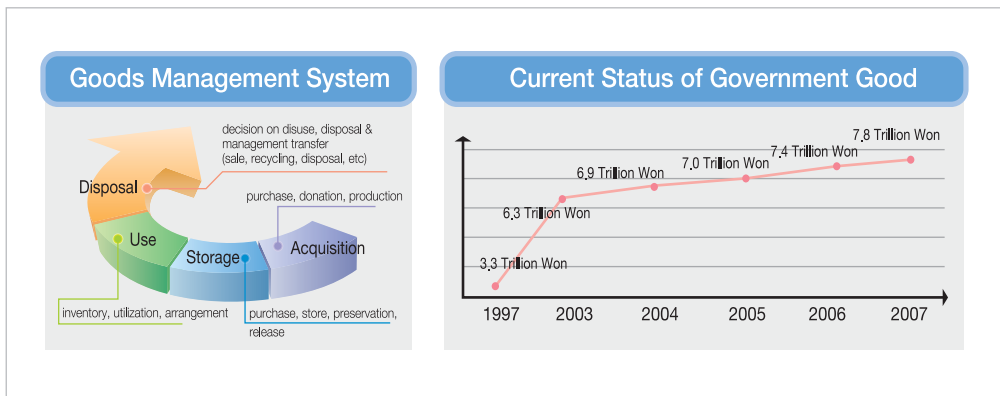 Goods Management System
decision on disuse, disposal &
management transfer
(sale, recycling, disposal, etc)
Disposal
purchase, donation, production
Use
Storage
Acquisition
inventory, utilization, arrangement
purchase, store, preservation,
release
Current Status of Government Good
7.8 Trillion Won
7.4 Trillion Won
7.0 Trillion Won
6.9 Trillion Won
6.3 Trillion Won
3.3 Trillion Won
1997 2003 2004 2005 2006 2007